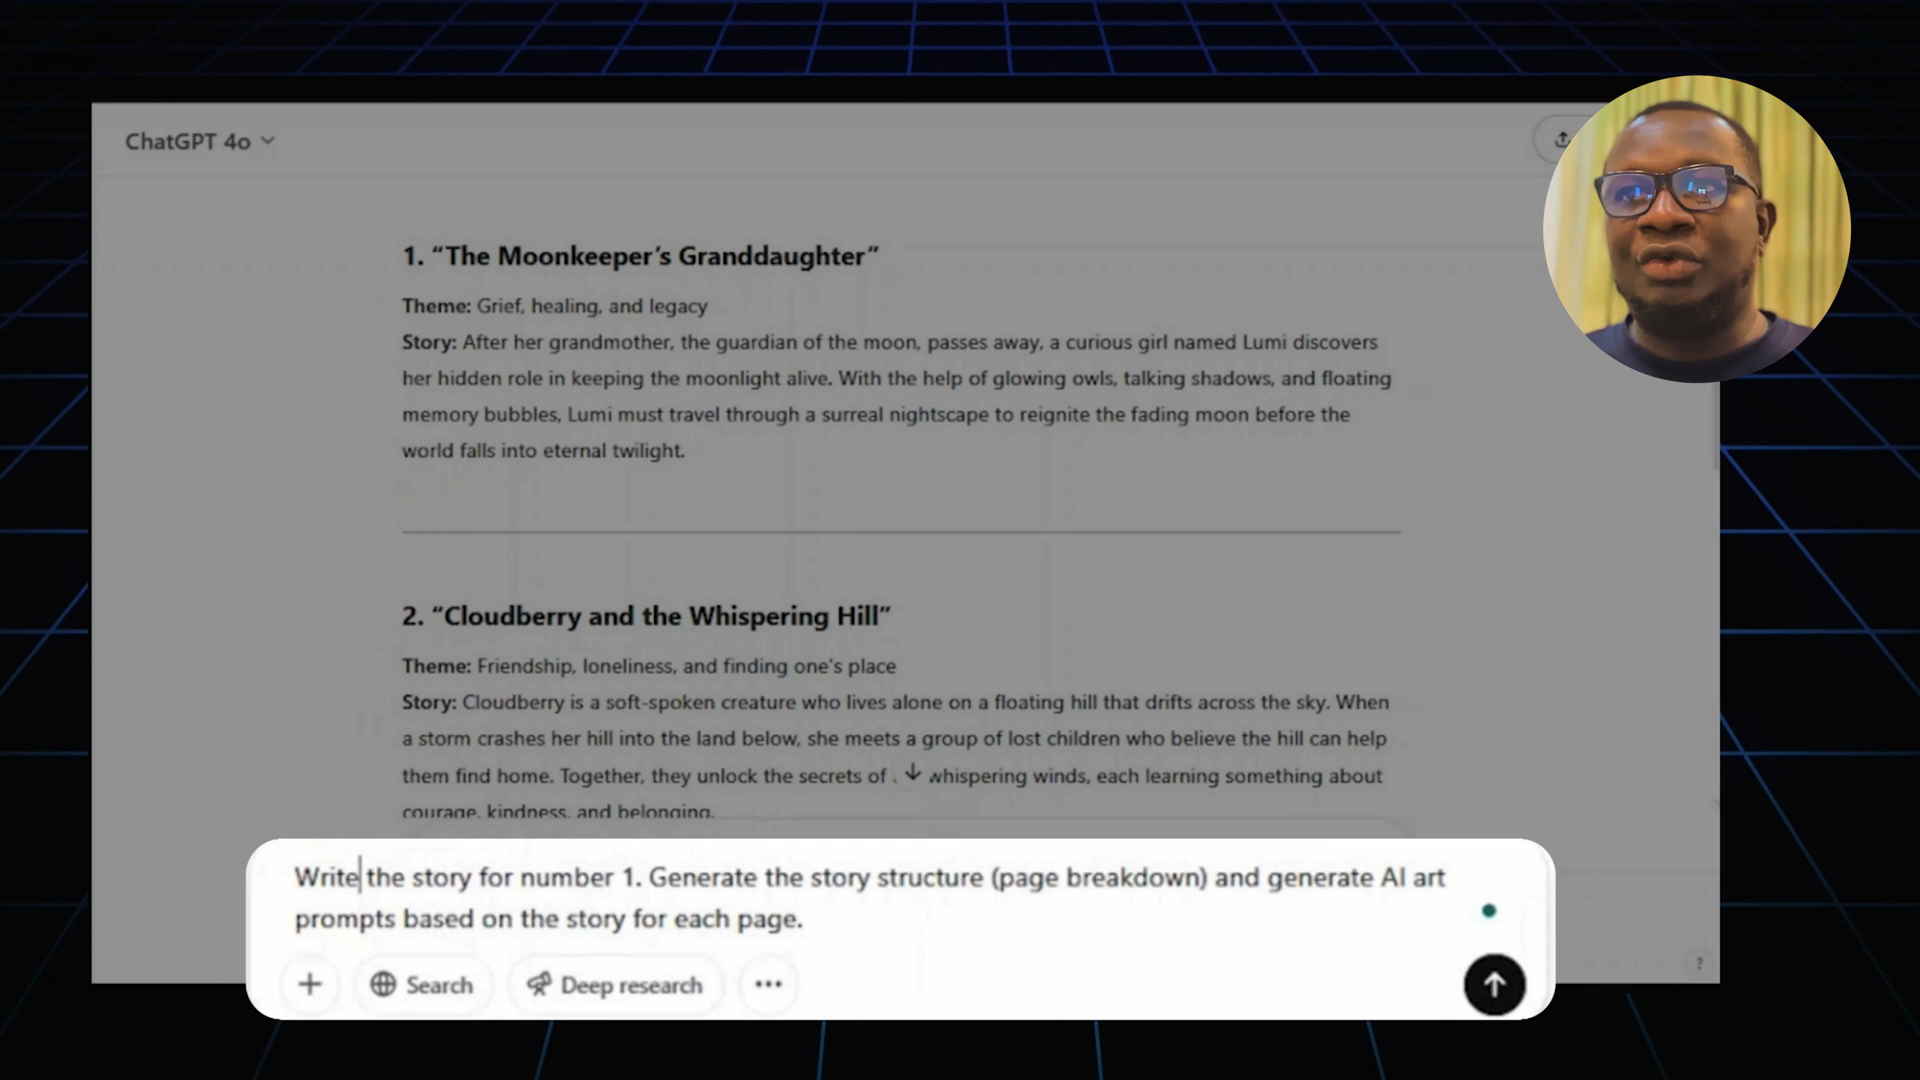 ChatGPT 4o
1. “The Moonkeeper’s Granddaughter”
Theme: Grief, healing, and legacy
Story: After her grandmother, the guardian of the moon, passes away, a curious girl named Lumi discovers
her hidden role in keeping the moonlight alive. With the help of glowing owls, talking shadows, and floating
memory bubbles, Lumi must travel through a surreal nightscape to reignite the fading moon before the
world falls into eternal twilight.
2. “Cloudberry and the Whispering Hill”
Theme: Friendship, loneliness, and finding one's place
Story: Cloudberry is a soft-spoken creature who lives alone on a floating hill that drifts across the sky. When
a storm crashes her hill into the land below, she meets a group of lost children who believe the hill can help
them find home. Together, they unlock the secrets of whispering winds, each learning something about
courage, kindness, and belonging.
Write the story for number 1. Generate the story structure (page breakdown) and generate AI art
prompts based on the story for each page.
Search Deep research
?